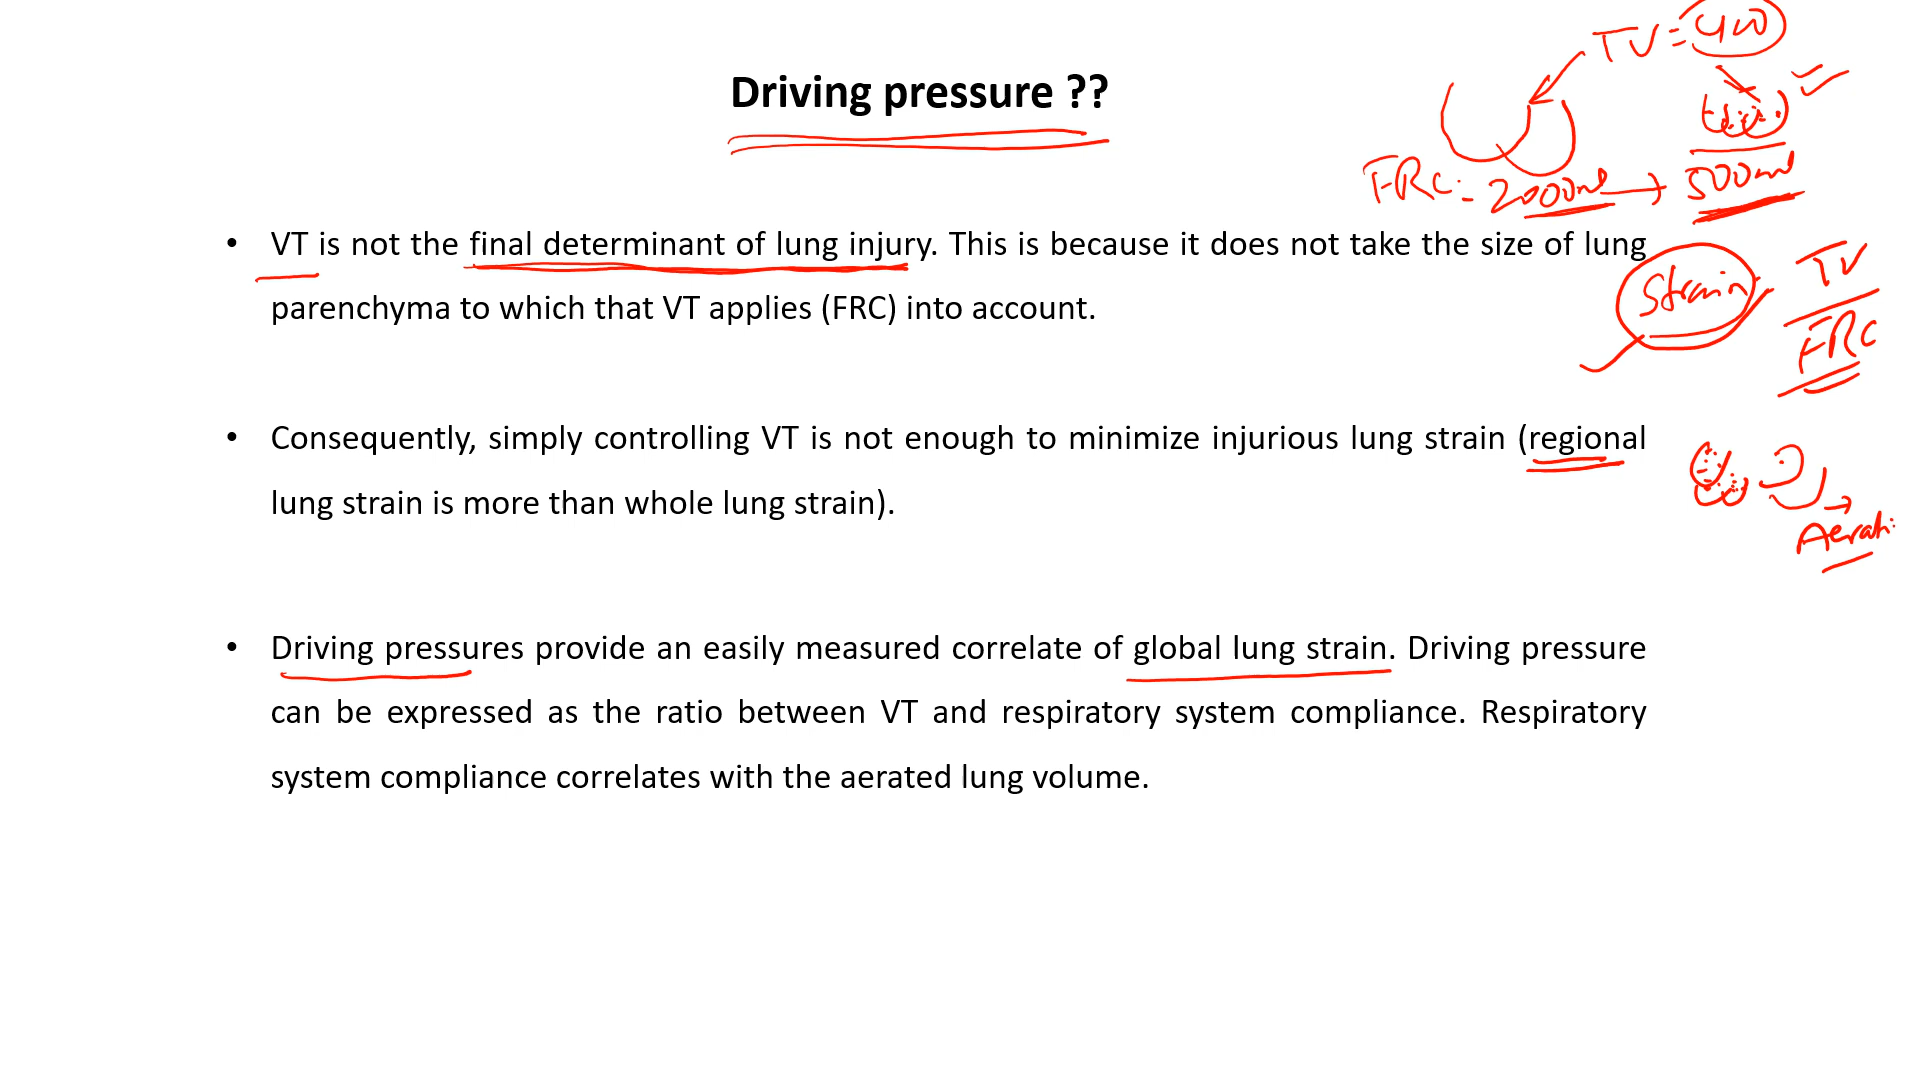 Driving pressure ??
TV = 400
FRC = 2000ml → 500ml
• VT is not the final determinant of lung injury. This is because it does not take the size of lung
parenchyma to which that VT applies (FRC) into account.
Strain TV
FRC
• Consequently, simply controlling VT is not enough to minimize injurious lung strain (regional
lung strain is more than whole lung strain).
• Driving pressures provide an easily measured correlate of global lung strain. Driving pressure
can be expressed as the ratio between VT and respiratory system compliance. Respiratory
system compliance correlates with the aerated lung volume.